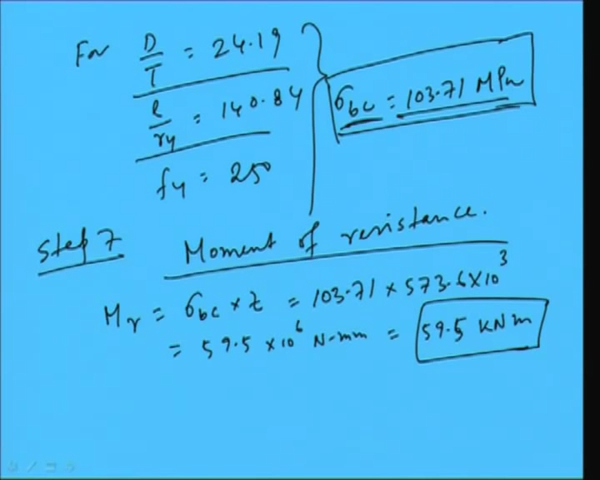 For D/T = 24.19
l/ry = 140.84
fy = 250
σbc = 103.71 MPa
Step 7 Moment of resistance.
Mr = σbc × Z = 103.71 × 573.6 × 10³
= 59.5 × 10⁶ N-mm = 59.5 KNm